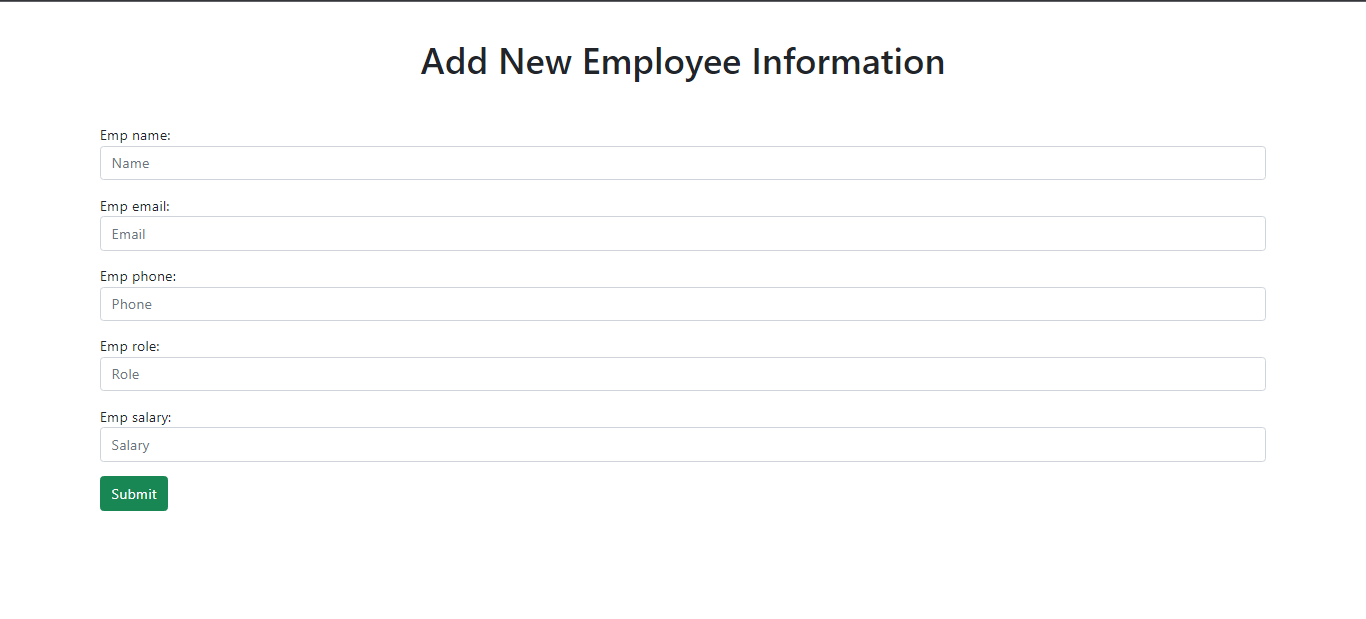 Add New Employee Information
Emp name:
Name
Emp email:
Email
Emp phone:
Phone
Emp role:
Role
Emp salary:
Salary
Submit